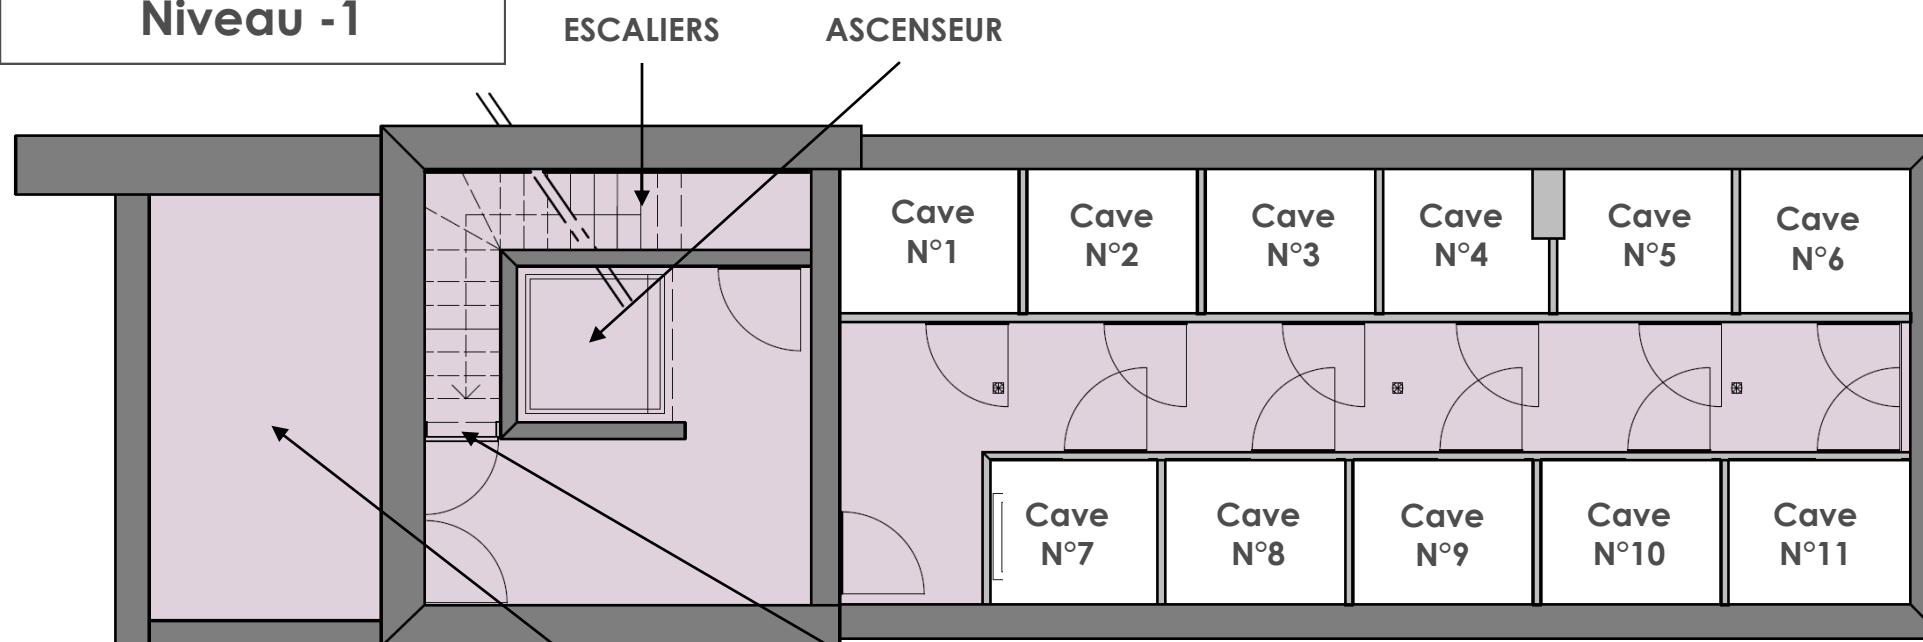 Niveau -1
ESCALIERS
ASCENSEUR
Cave
N°1
Cave
N°2
Cave
N°3
Cave
N°4
Cave
N°5
Cave
N°6
Cave
N°7
Cave
N°8
Cave
N°9
Cave
N°10
Cave
N°11